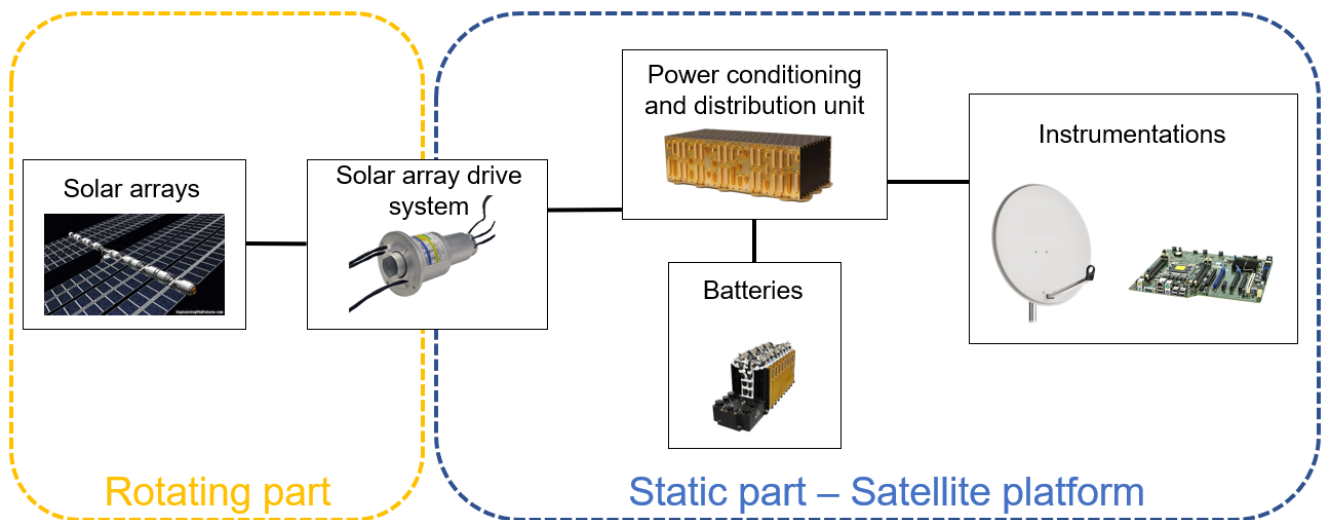 Solar arrays
Solar array drive
system
Power conditioning
and distribution unit
Batteries
Instrumentations
Rotating part
Static part – Satellite platform